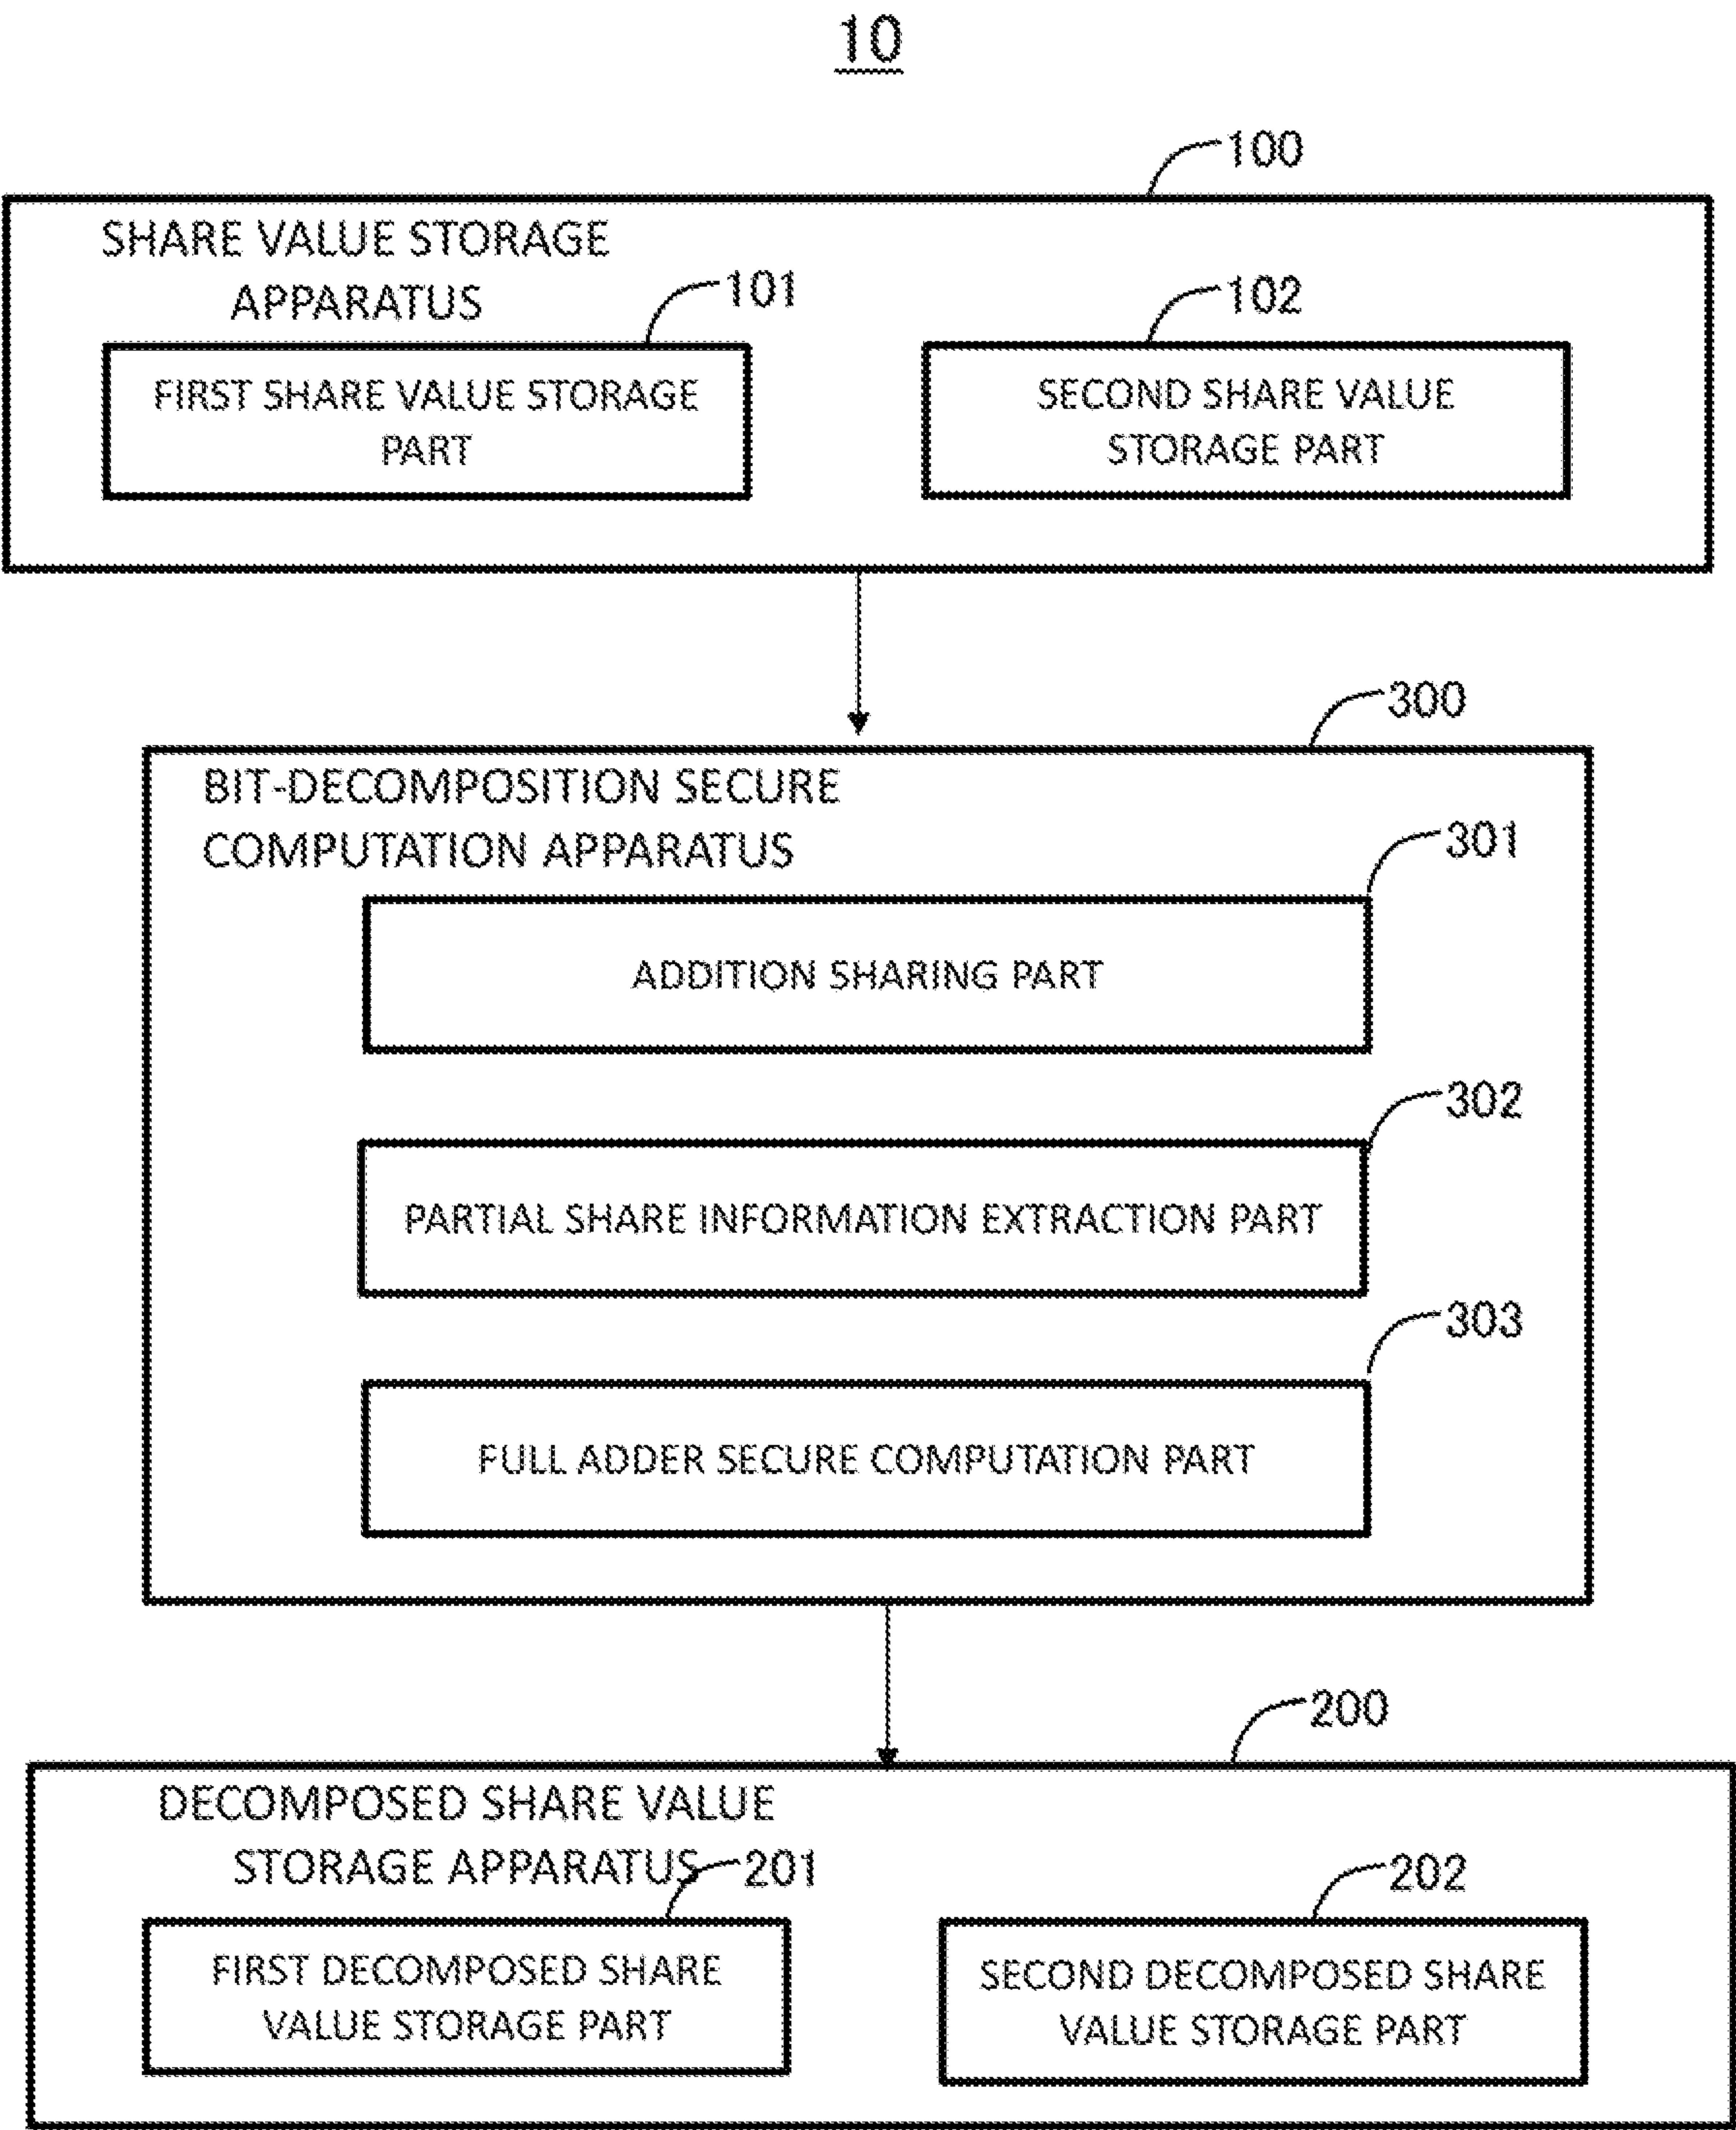 10
100
SHARE VALUE STORAGE
APPARATUS
101
102
FIRST SHARE VALUE STORAGE
PART
SECOND SHARE VALUE
STORAGE PART
300
BIT-DECOMPOSITION SECURE
COMPUTATION APPARATUS
301
ADDITION SHARING PART
302
PARTIAL SHARE INFORMATION EXTRACTION PART
303
FULL ADDER SECURE COMPUTATION PART
200
DECOMPOSED SHARE VALUE
STORAGE APPARATUS
201
202
FIRST DECOMPOSED SHARE
VALUE STORAGE PART
SECOND DECOMPOSED SHARE
VALUE STORAGE PART